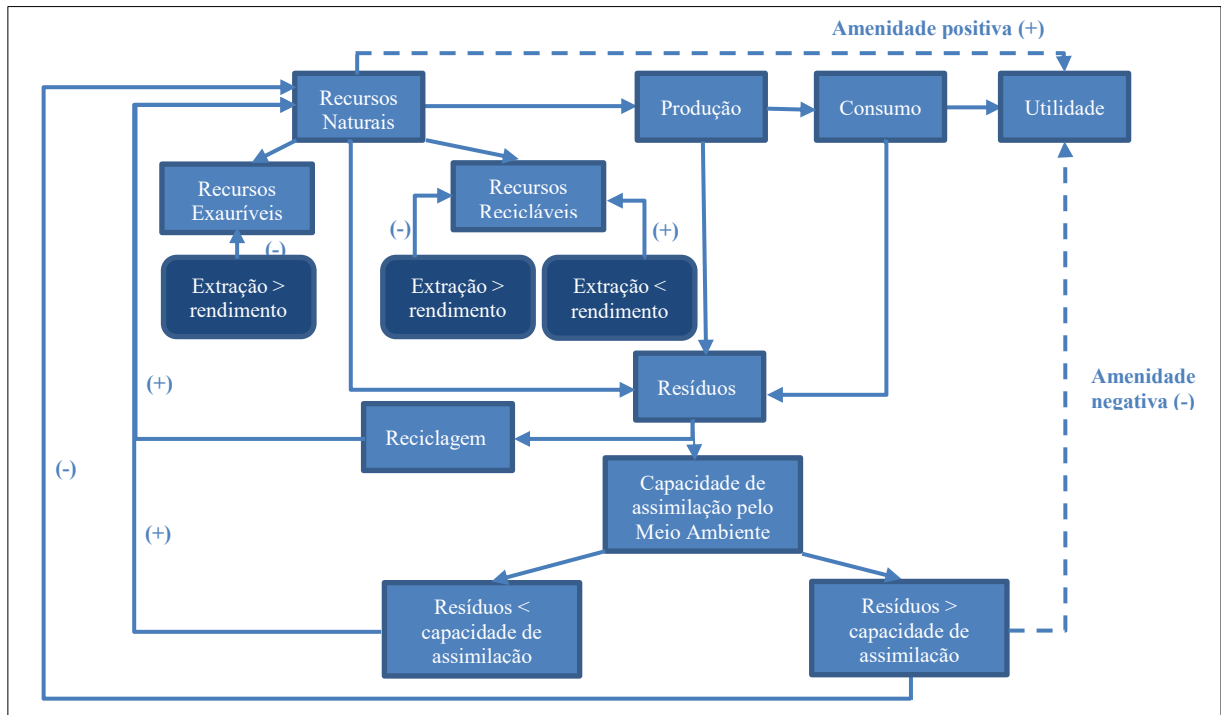 Amenidade positiva (+)
Recursos
Naturais
Produção
Consumo
Utilidade
Recursos
Exauríveis
Recursos
Recicláveis
(-)
(-)
(+)
Extração >
rendimento
Extração >
rendimento
Extração <
rendimento
Resíduos
Amenidade
negativa (-)
(+)
Reciclagem
(-)
Capacidade de
assimilação pelo
Meio Ambiente
(+)
Resíduos <
capacidade de
assimilação
Resíduos >
capacidade de
assimilação